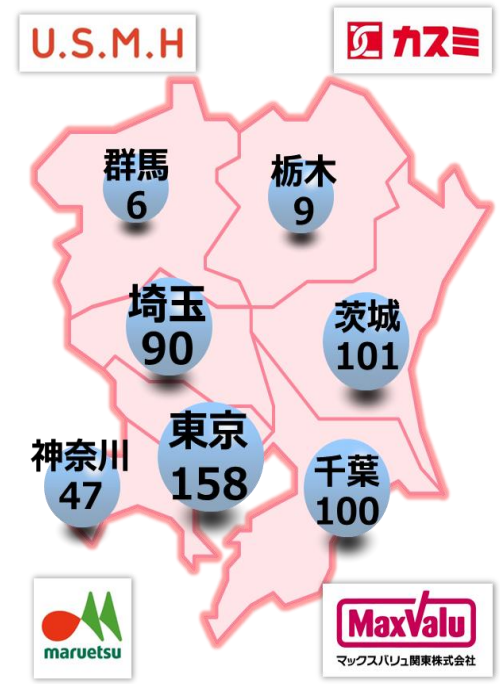 U.S.M.H
カスミ
群馬
6
栃木
9
埼玉
90
茨城
101
東京
158
神奈川
47
千葉
100
maruetsu
MaxValu
マックスバリュ関東株式会社